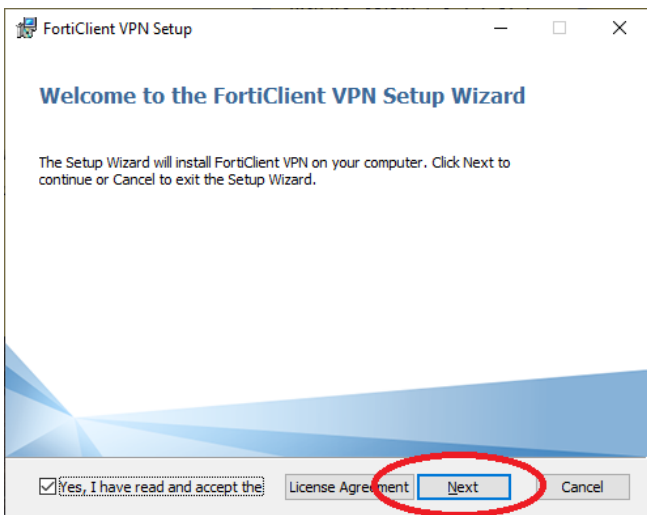 FortiClient VPN Setup
Welcome to the FortiClient VPN Setup Wizard
The Setup Wizard will install FortiClient VPN on your computer. Click Next to
continue or Cancel to exit the Setup Wizard.
Yes, I have read and accept the License Agreement Next Cancel